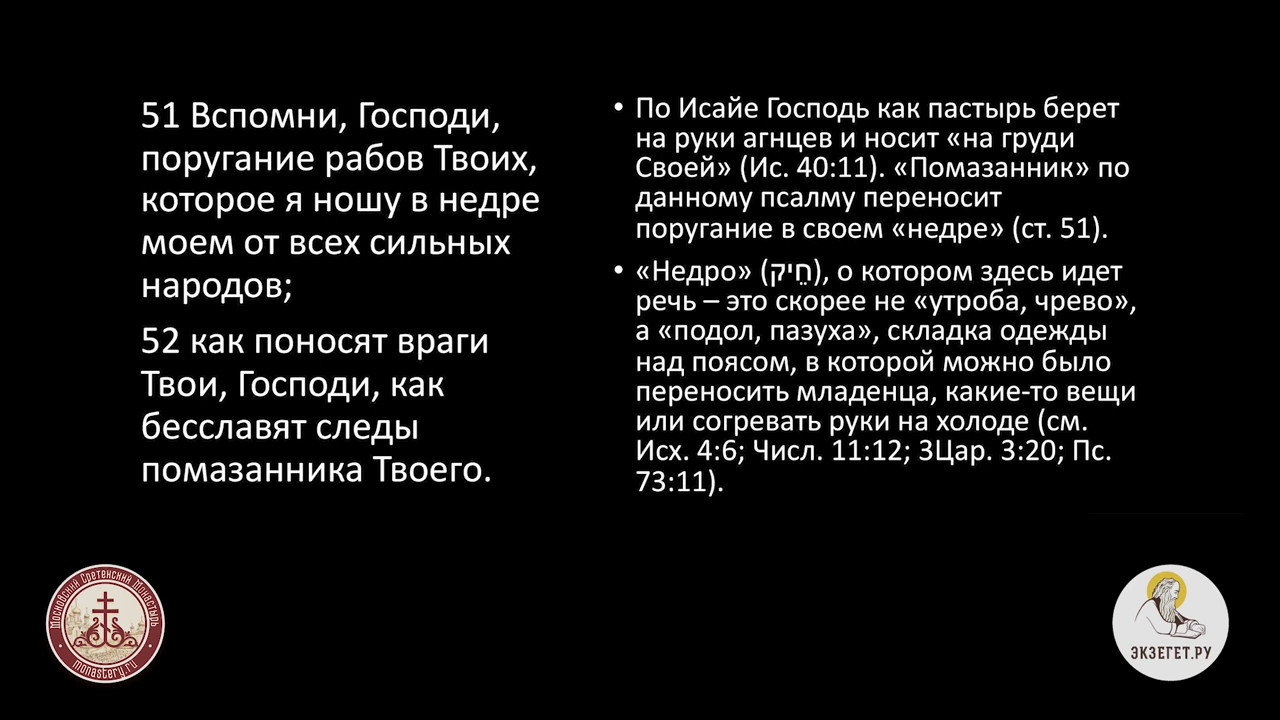 51 Вспомни, Господи,
поругание рабов Твоих,
которое я ношу в недре
моем от всех сильных
народов;
52 как поносят враги
Твои, Господи, как
бесславят следы
помазанника Твоего.
• По Исайе Господь как пастырь берет
на руки агнцев и носит «на груди
Своей» (Ис. 40:11). «Помазанник» по
данному псалму переносит
поругание в своем «недре» (ст. 51).
• «Недро» (חֵיק), о котором здесь идет
речь – это скорее не «утроба, чрево»,
а «подол, пазуха», складка одежды
над поясом, в которой можно было
переносить младенца, какие-то вещи
или согревать руки на холоде (см.
Исх. 4:6; Числ. 11:12; 3Цар. 3:20; Пс.
73:11).
Московский Сретенский Монастырь
monastery.ru
ЭКЗЕГЕТ.РУ